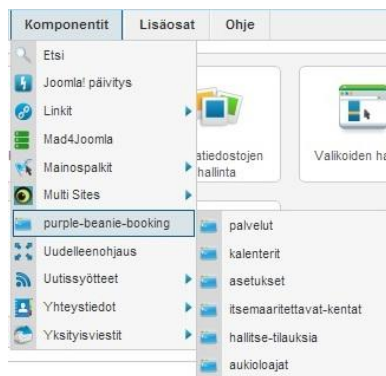 Komponentit Lisäosat Ohje
Etsi
Joomla! päivitys
Linkit
Mad4Joomla
Mainospalkit
Multi Sites
purple-beanie-booking
Uudelleenohjaus
Uutissyötteet
Yhteystiedot
Yksityisviestit
atiedostojen
hallinta
Valikoiden ha
palvelut
kalenterit
asetukset
itsemaaritettavat-kentat
hallitse-tilauksia
aukioloajat